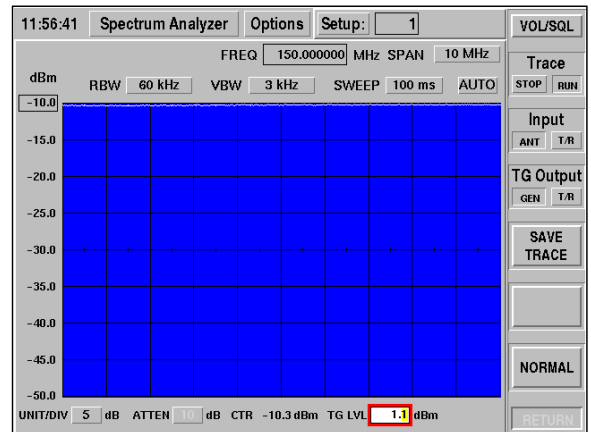 11:56:41 Spectrum Analyzer Options Setup: 1
FREQ 150.000000 MHz SPAN 10 MHz
dBm RBW 60 kHz VBW 3 kHz SWEEP 100 ms AUTO
-10.0
-15.0
-20.0
-25.0
-30.0
-35.0
-40.0
-45.0
-50.0
UNIT/DIV 5 dB ATTEN 10 dB CTR -10.3 dBm TG LVL 1.1 dBm
VOL/SQL
Trace
STOP RUN
Input
ANT T/R
TG Output
GEN T/R
SAVE
TRACE
NORMAL
RETURN